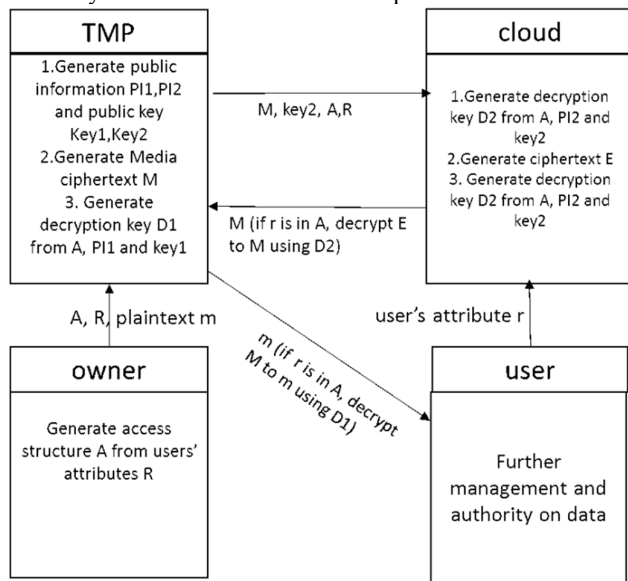 TMP
1.Generate public
information PI1,PI2
and public key
Key1,Key2
2.Generate Media
ciphertext M
3. Generate
decryption key D1
from A, PI1 and key1
M, key2, A,R
cloud
1.Generate decryption
key D2 from A, PI2 and
key2
2.Generate ciphertext E
3. Generate decryption
key D2 from A, PI2 and
key2
M (if r is in A, decrypt E
to M using D2)
A, R, plaintext m
user's attribute r
m (if r is in A, decrypt
M to m using D1)
owner
Generate access
structure A from users'
attributes R
user
Further
management and
authority on data